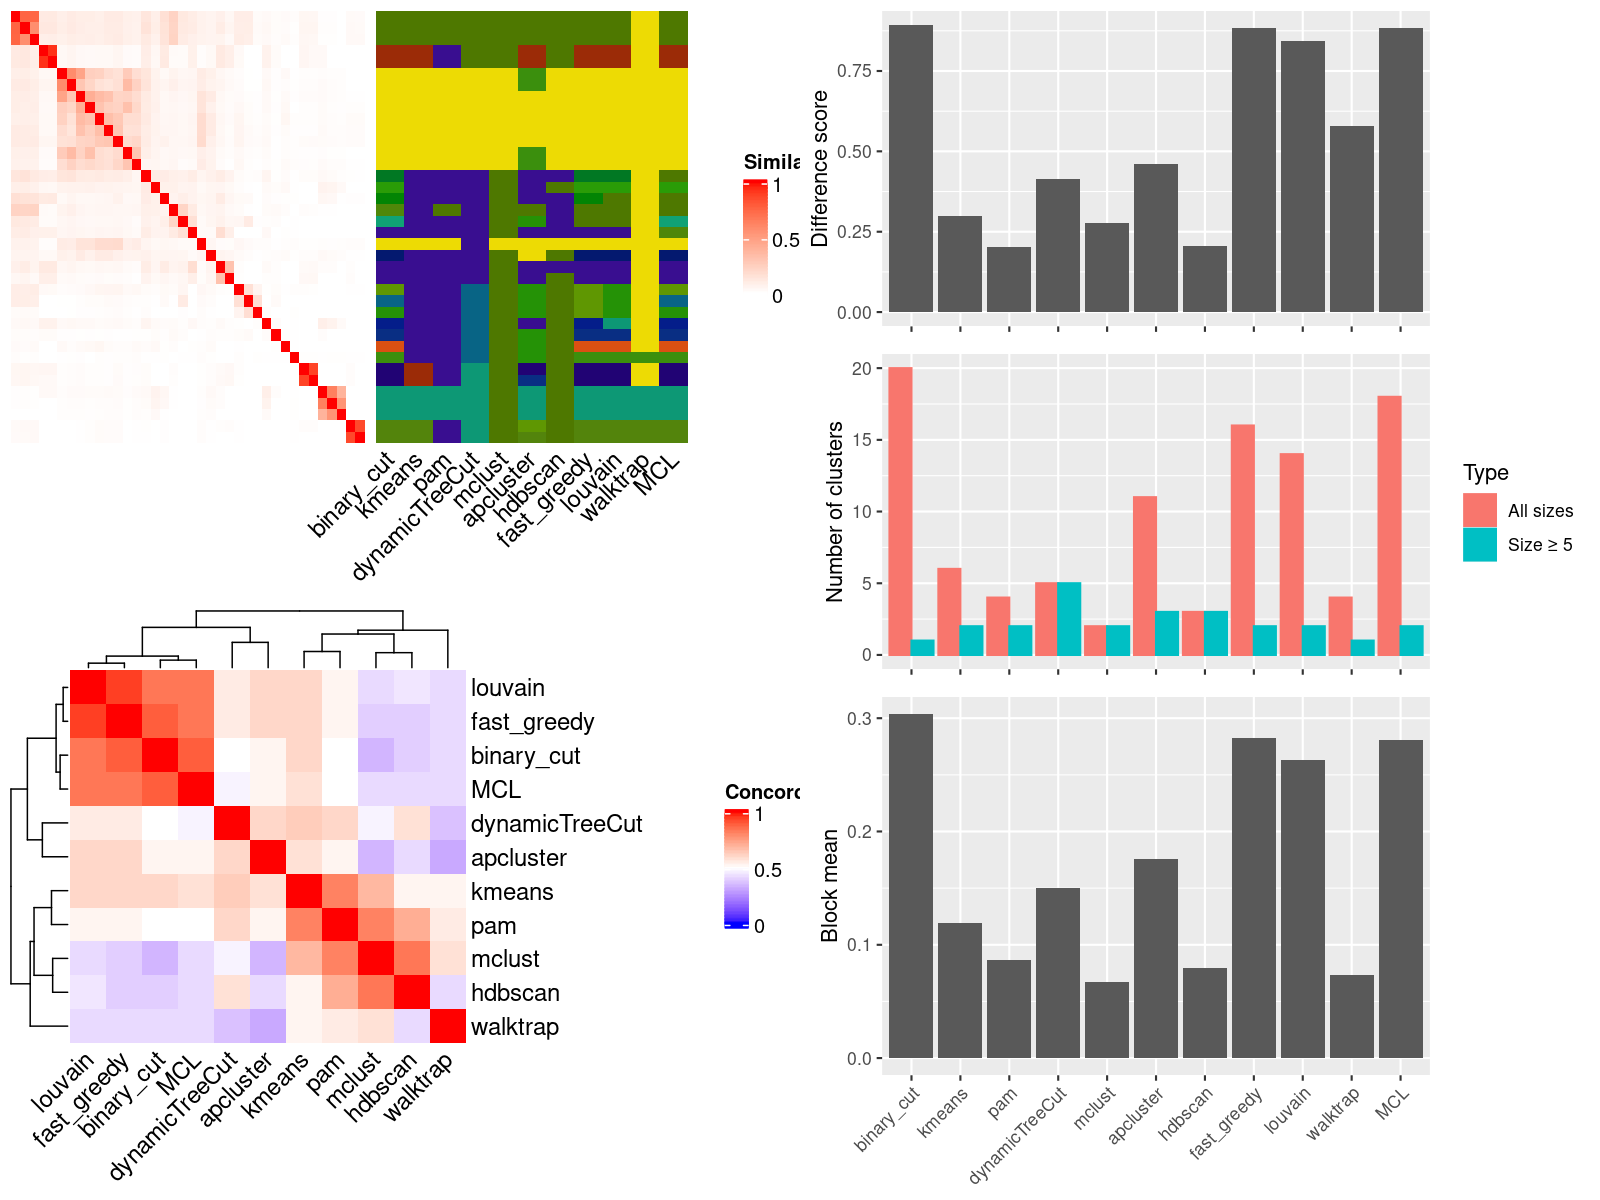 Simila
1
0.5
0
binary_cut
kmeans
pam
dynamicTreeCut
mclust
apcluster
hdbscan
fast_greedy
louvain
walktrap
MCL
Difference score
0.75
0.50
0.25
0.00
Number of clusters
20
15
10
5
0
Type
All sizes
Size ≥ 5
louvain
fast_greedy
binary_cut
MCL
dynamicTreeCut
apcluster
kmeans
pam
mclust
hdbscan
walktrap
louvain
fast_greedy
binary_cut
MCL
dynamicTreeCut
apcluster
kmeans
pam
mclust
hdbscan
walktrap
Concord
1
0.5
0
Block mean
0.3
0.2
0.1
0.0
binary_cut
kmeans
pam
dynamicTreeCut
mclust
apcluster
hdbscan
fast_greedy
louvain
walktrap
MCL